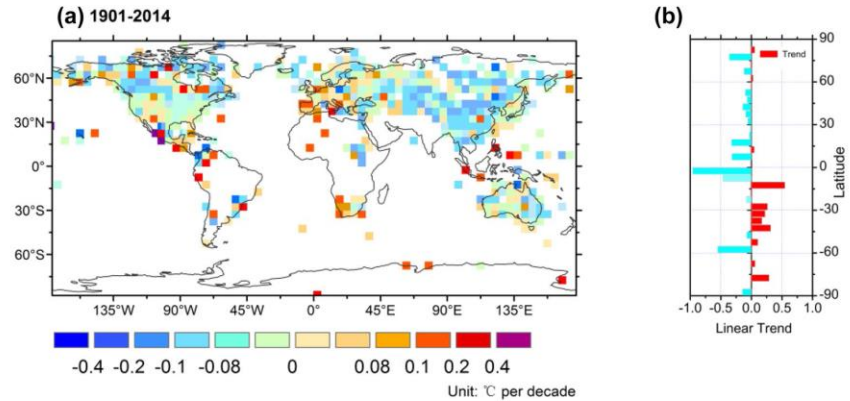 (a) 1901-2014
60°N
30°N
0°
30°S
60°S
135°W 90°W 45°W 0° 45°E 90°E 135°E
-0.4 -0.2 -0.1 -0.08 0 0.08 0.1 0.2 0.4
Unit: ℃ per decade
(b)
Trend
90
60
30
0
-30
-60
-90
Latitude
-1.0 -0.5 0.0 0.5 1.0
Linear Trend